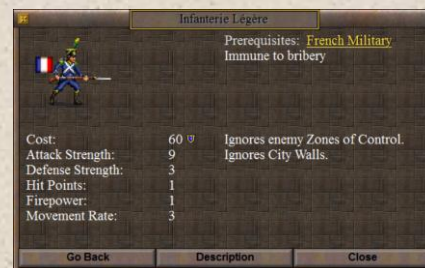 Infanterie Légère
Prerequisites: French Military
Immune to bribery
Cost: 60
Attack Strength: 9
Defense Strength: 3
Hit Points: 1
Firepower: 1
Movement Rate: 3
Ignores enemy Zones of Control.
Ignores City Walls.
Go Back
Description
Close